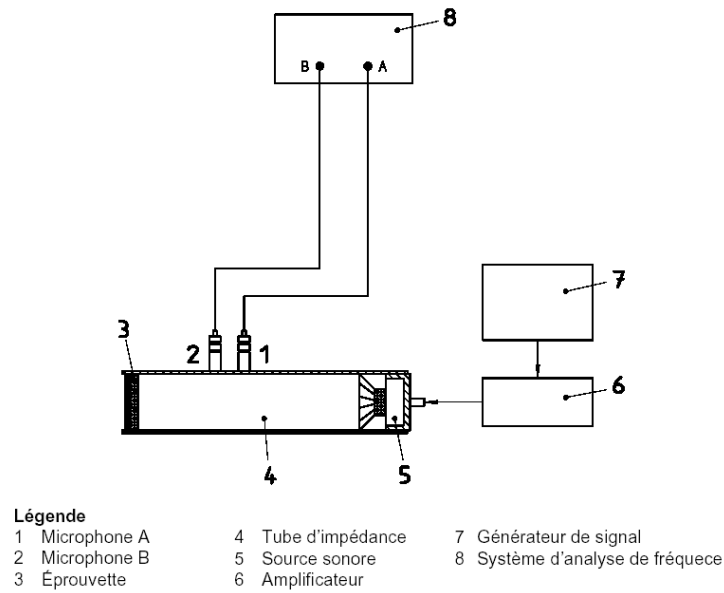 8
B A
7
3
2 1
6
4
5
Légende
1 Microphone A
2 Microphone B
3 Éprouvette
4 Tube d'impédance
5 Source sonore
6 Amplificateur
7 Générateur de signal
8 Système d'analyse de fréquece